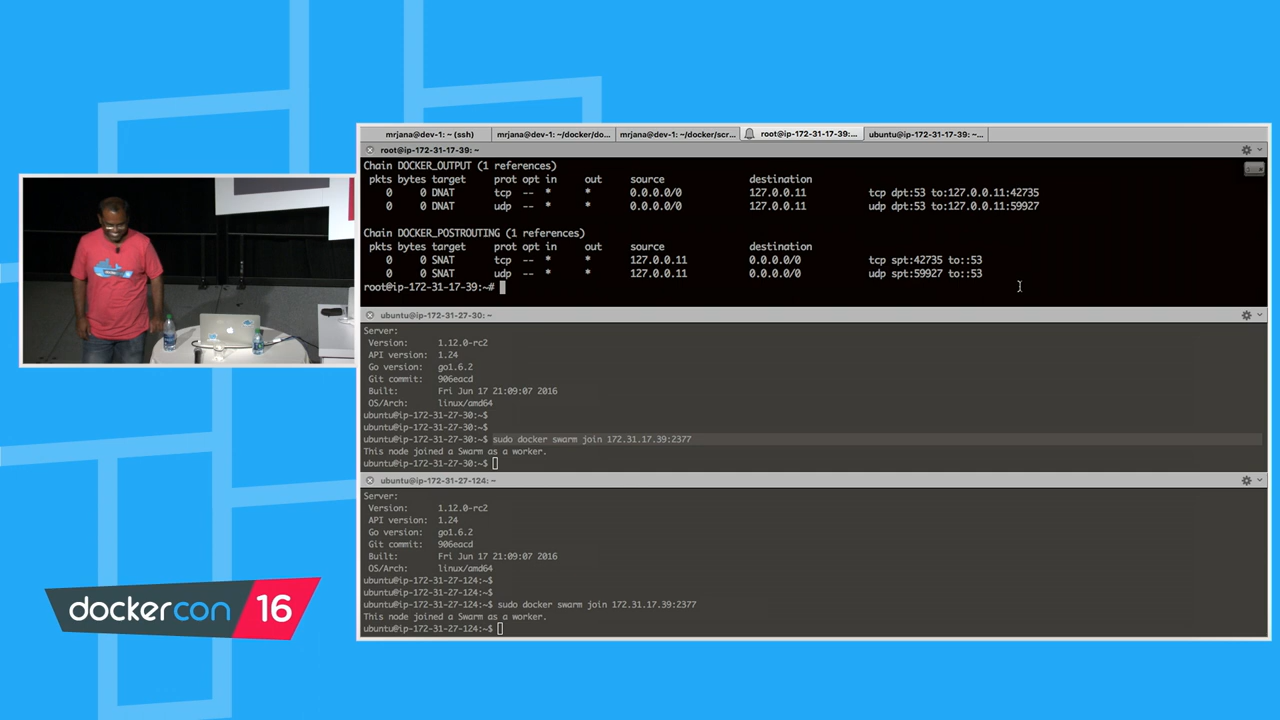 mrjana@dev-1: ~ (ssh)
mrjana@dev-1: ~/docker/do...
mrjana@dev-1: ~/docker/scr...
root@ip-172-31-17-39:...
ubuntu@ip-172-31-17-39: ~...
root@ip-172-31-17-39: ~
Chain DOCKER_OUTPUT (1 references)
pkts bytes target prot opt in out source destination
0 0 DNAT tcp -- * * 0.0.0.0/0 127.0.0.11 tcp dpt:53 to:127.0.0.11:42735
0 0 DNAT udp -- * * 0.0.0.0/0 127.0.0.11 udp dpt:53 to:127.0.0.11:59927
Chain DOCKER_POSTROUTING (1 references)
pkts bytes target prot opt in out source destination
0 0 SNAT tcp -- * * 127.0.0.11 0.0.0.0/0 tcp spt:42735 to::53
0 0 SNAT udp -- * * 127.0.0.11 0.0.0.0/0 udp spt:59927 to::53
root@ip-172-31-17-39:~#
ubuntu@ip-172-31-27-30: ~
Server:
Version: 1.12.0-rc2
API version: 1.24
Go version: go1.6.2
Git commit: 906eacd
Built: Fri Jun 17 21:09:07 2016
OS/Arch: linux/amd64
ubuntu@ip-172-31-27-30:~$
ubuntu@ip-172-31-27-30:~$
ubuntu@ip-172-31-27-30:~$ sudo docker swarm join 172.31.17.39:2377
This node joined a Swarm as a worker.
ubuntu@ip-172-31-27-30:~$
ubuntu@ip-172-31-27-124: ~
Server:
Version: 1.12.0-rc2
API version: 1.24
Go version: go1.6.2
Git commit: 906eacd
Built: Fri Jun 17 21:09:07 2016
OS/Arch: linux/amd64
ubuntu@ip-172-31-27-124:~$
ubuntu@ip-172-31-27-124:~$
ubuntu@ip-172-31-27-124:~$ sudo docker swarm join 172.31.17.39:2377
This node joined a Swarm as a worker.
ubuntu@ip-172-31-27-124:~$
dockercon 16